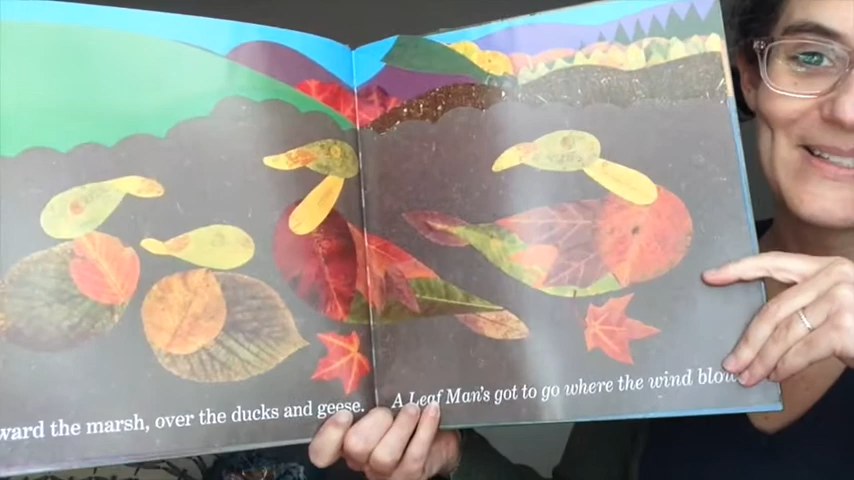 ward the marsh, over the ducks and geese.
A Leaf Man's got to go where the wind blow